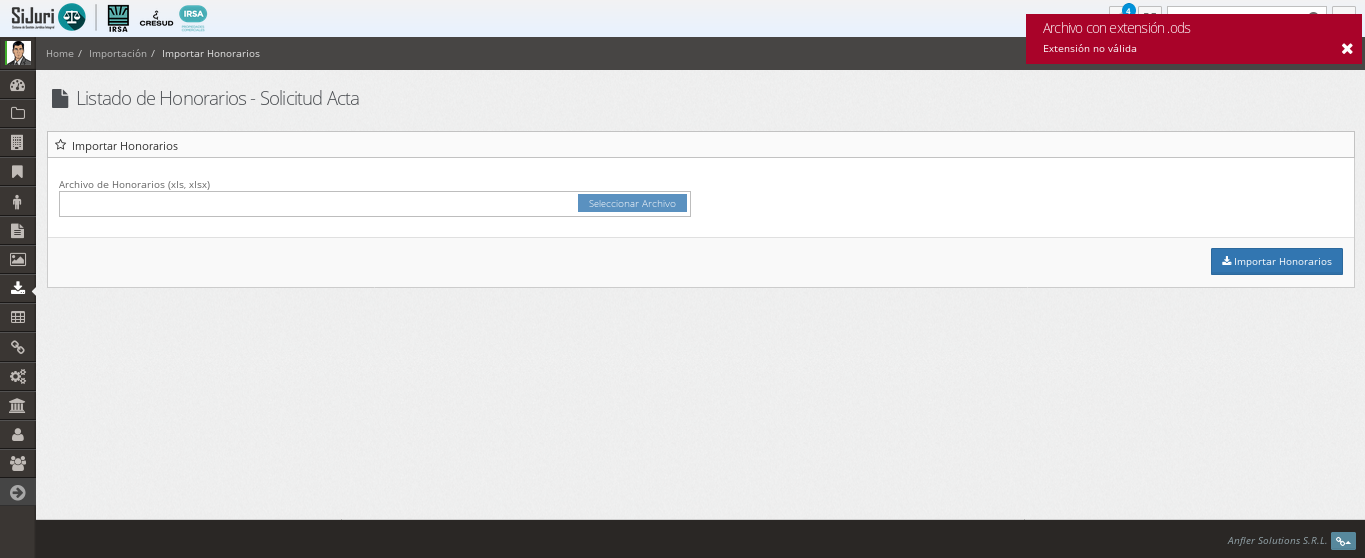 SiJuri
IRSA
CRESUD
IRSA
4
Archivo con extensión .ods
Extensión no válida
Home / Importación / Importar Honorarios
Listado de Honorarios - Solicitud Acta
Importar Honorarios
Archivo de Honorarios (xls, xlsx)
Seleccionar Archivo
Importar Honorarios
Anfler Solutions S.R.L.